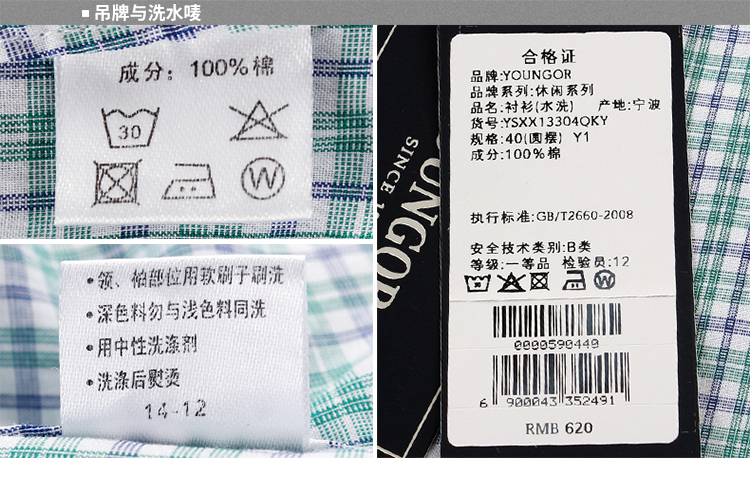 吊牌与洗水唛
成分：100%棉
30
W
• 领、袖部位用软刷子刷洗
• 深色料勿与浅色料同洗
• 用中性洗涤剂
• 洗涤后熨烫
14-12
YOUNGOR
SINCE 1
合格证
品牌:YOUNGOR
品牌系列:休闲系列
品名:衬衫(水洗) 产地:宁波
货号:YSXX13304QKY
规格:40(圆摆) Y1
成分:100%棉
执行标准:GB/T2660-2008
安全技术类别:B类
等级:一等品 检验员:12
W
0000590440
6 900043 352491
RMB 620